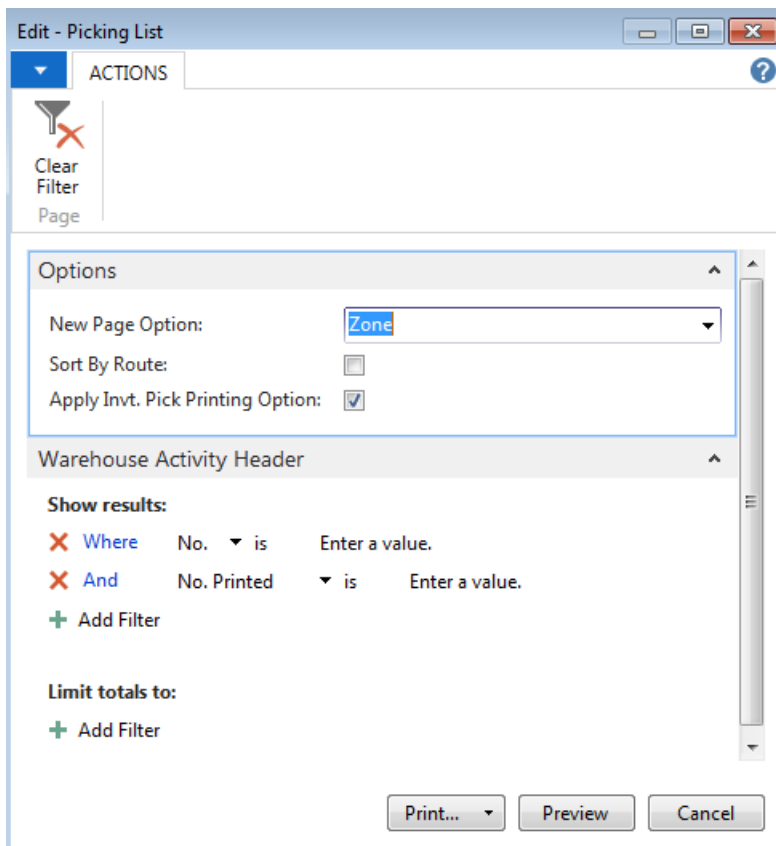 Edit - Picking List
ACTIONS
Clear
Filter
Page
Options
New Page Option: Zone
Sort By Route:
Apply Invt. Pick Printing Option:
Warehouse Activity Header
Show results:
Where No. is Enter a value.
And No. Printed is Enter a value.
Add Filter
Limit totals to:
Add Filter
Print... Preview Cancel